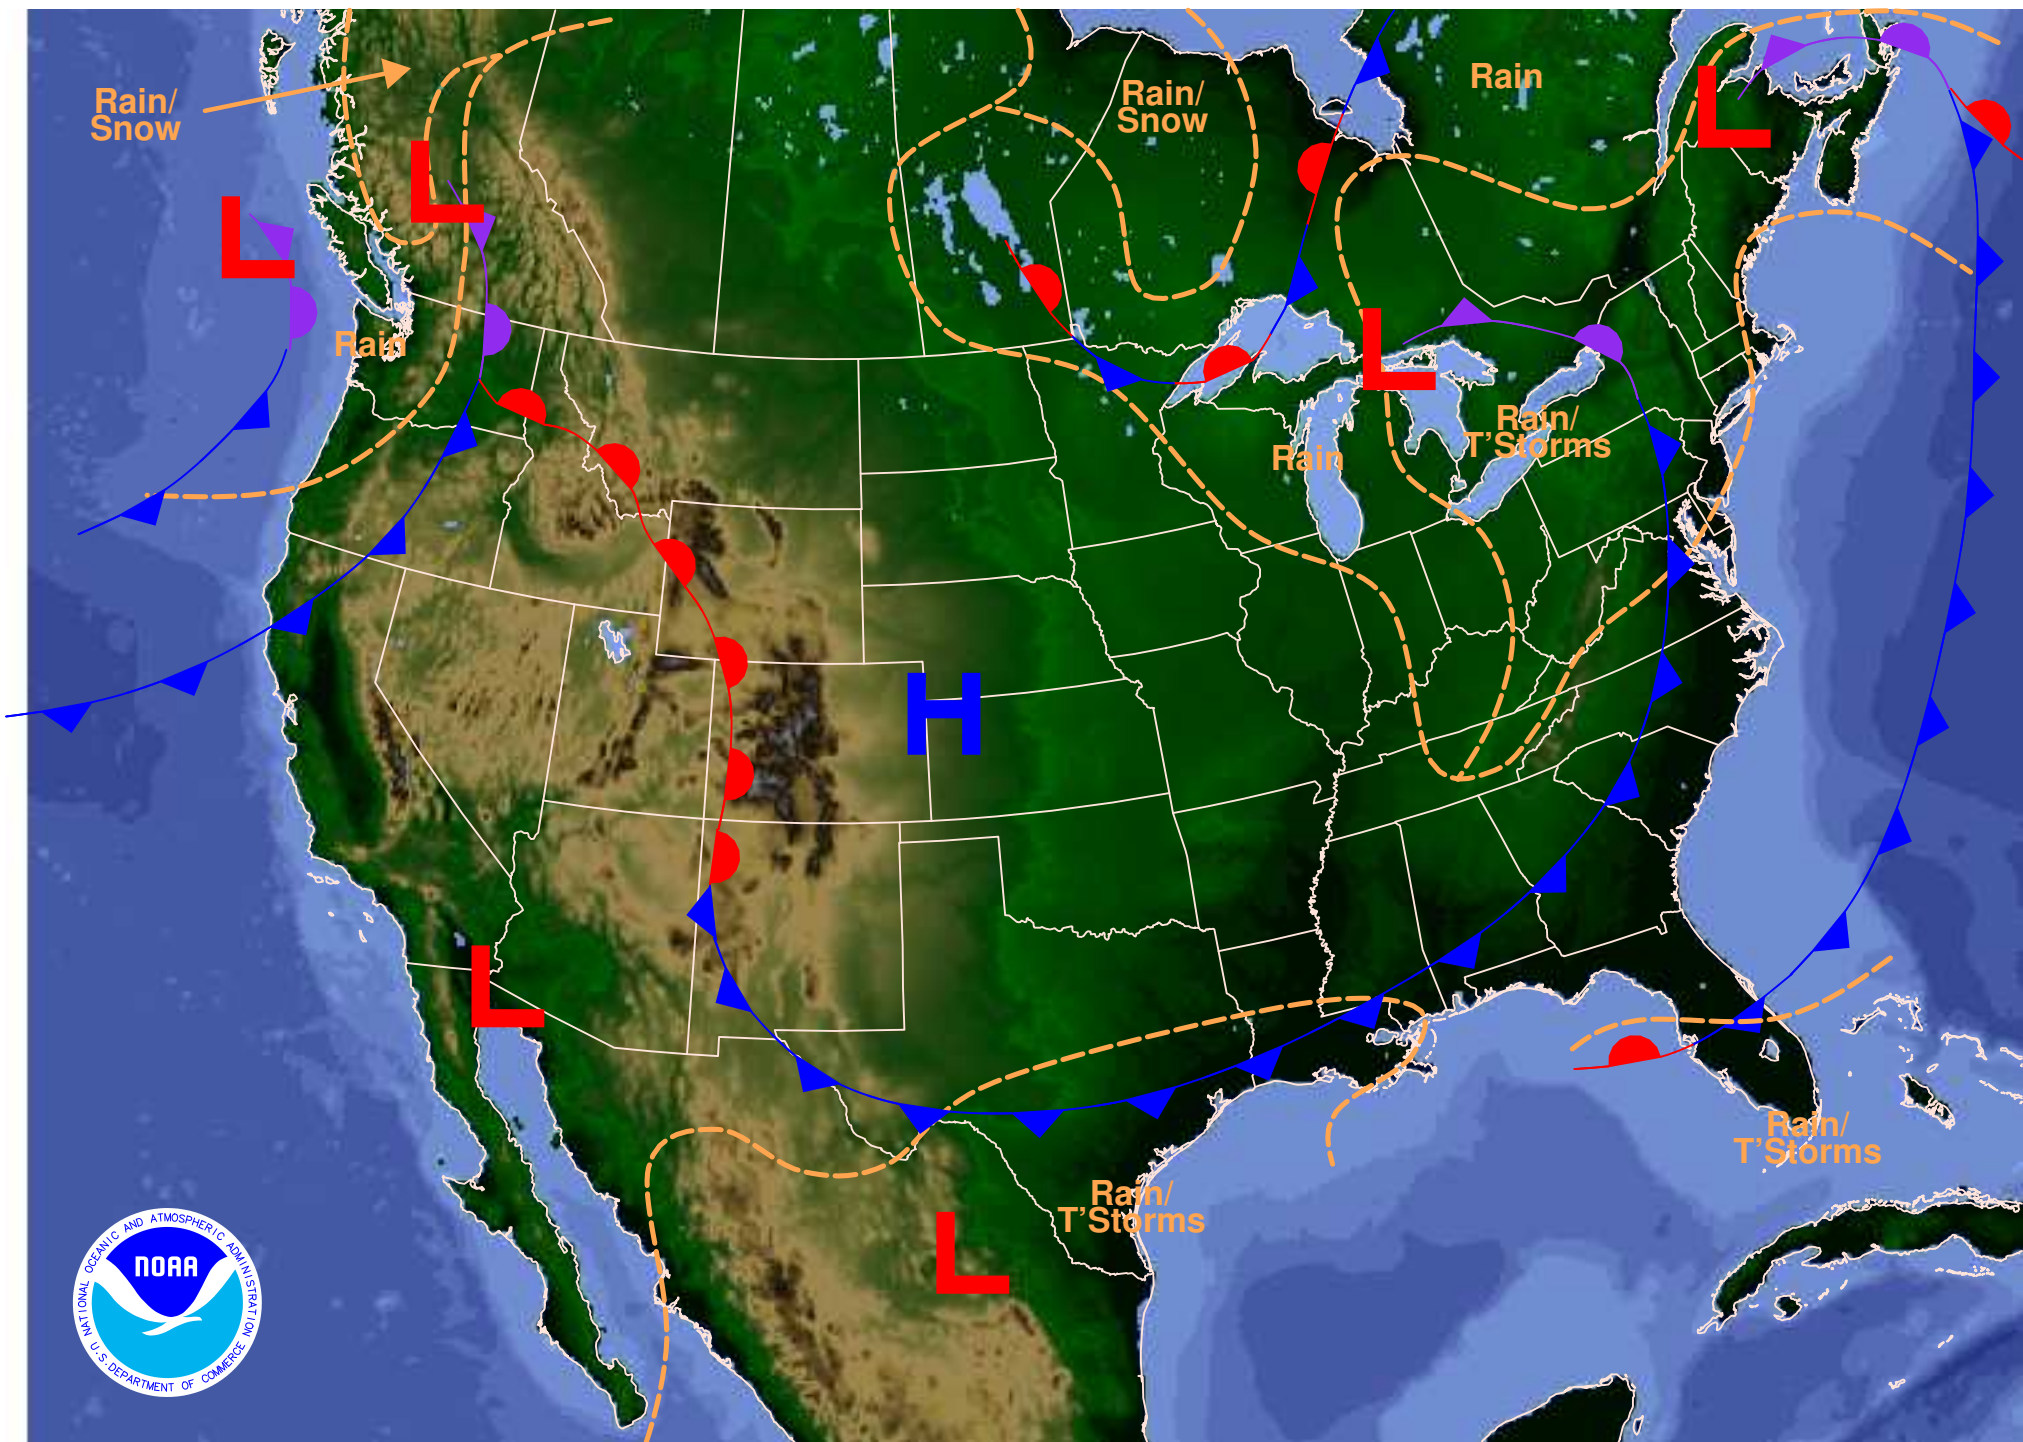 Rain/
Snow
Rain/
Snow
Rain
L
L
L
Rain
L
Rain
Rain/
T'Storms
H
L
Rain/
T'Storms
Rain/
T'Storms
L
NOAA
NATIONAL OCEANIC AND ATMOSPHERIC ADMINISTRATION
U.S. DEPARTMENT OF COMMERCE